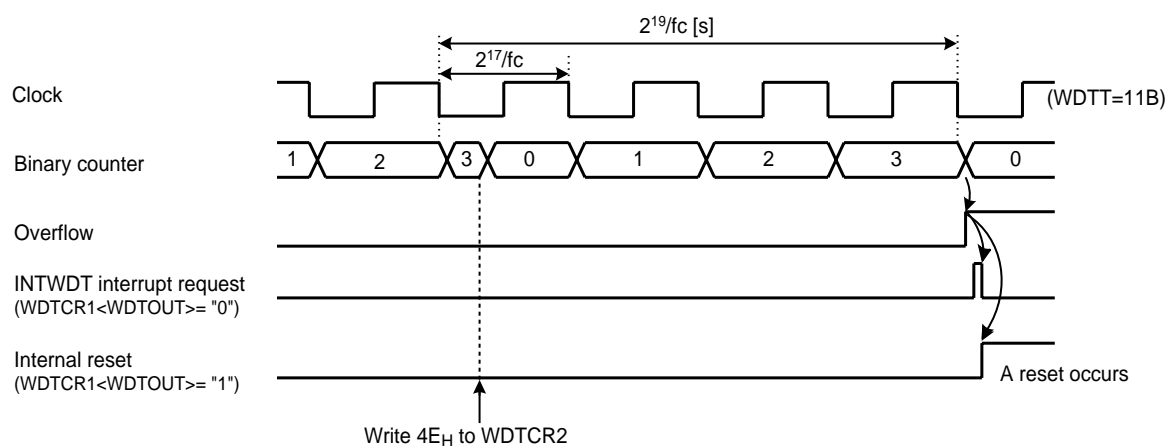 2¹⁹/fc [s]
2¹⁷/fc
Clock
(WDTT=11B)
Binary counter
1 2 3 0 1 2 3 0
Overflow
INTWDT interrupt request
(WDTCR1<WDTOUT>= "0")
Internal reset
(WDTCR1<WDTOUT>= "1")
A reset occurs
Write 4E_H to WDTCR2